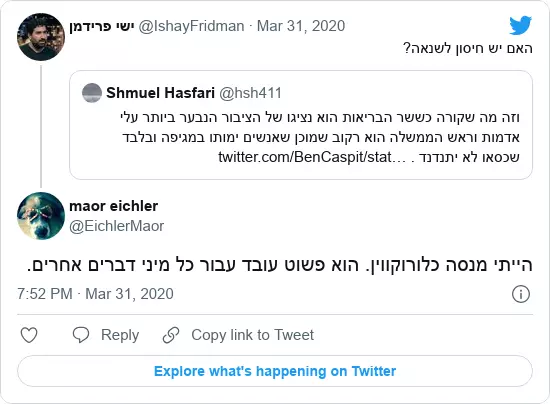 ישי פרידמן @IshayFridman · Mar 31, 2020
האם יש חיסון לשנאה?
Shmuel Hasfari @hsh411
וזה מה שקורה כששר הבריאות הוא נציגו של הציבור הנבער ביותר עלי
אדמות וראש הממשלה הוא רקוב שמוכן שאנשים ימותו במגיפה ובלבד
שכסאו לא יתנדנד . twitter.com/BenCaspit/stat…
maor eichler
@EichlerMaor
הייתי מנסה כלורוקווין. הוא פשוט עובד עבור כל מיני דברים אחרים.
7:52 PM · Mar 31, 2020
Reply
Copy link to Tweet
Explore what's happening on Twitter